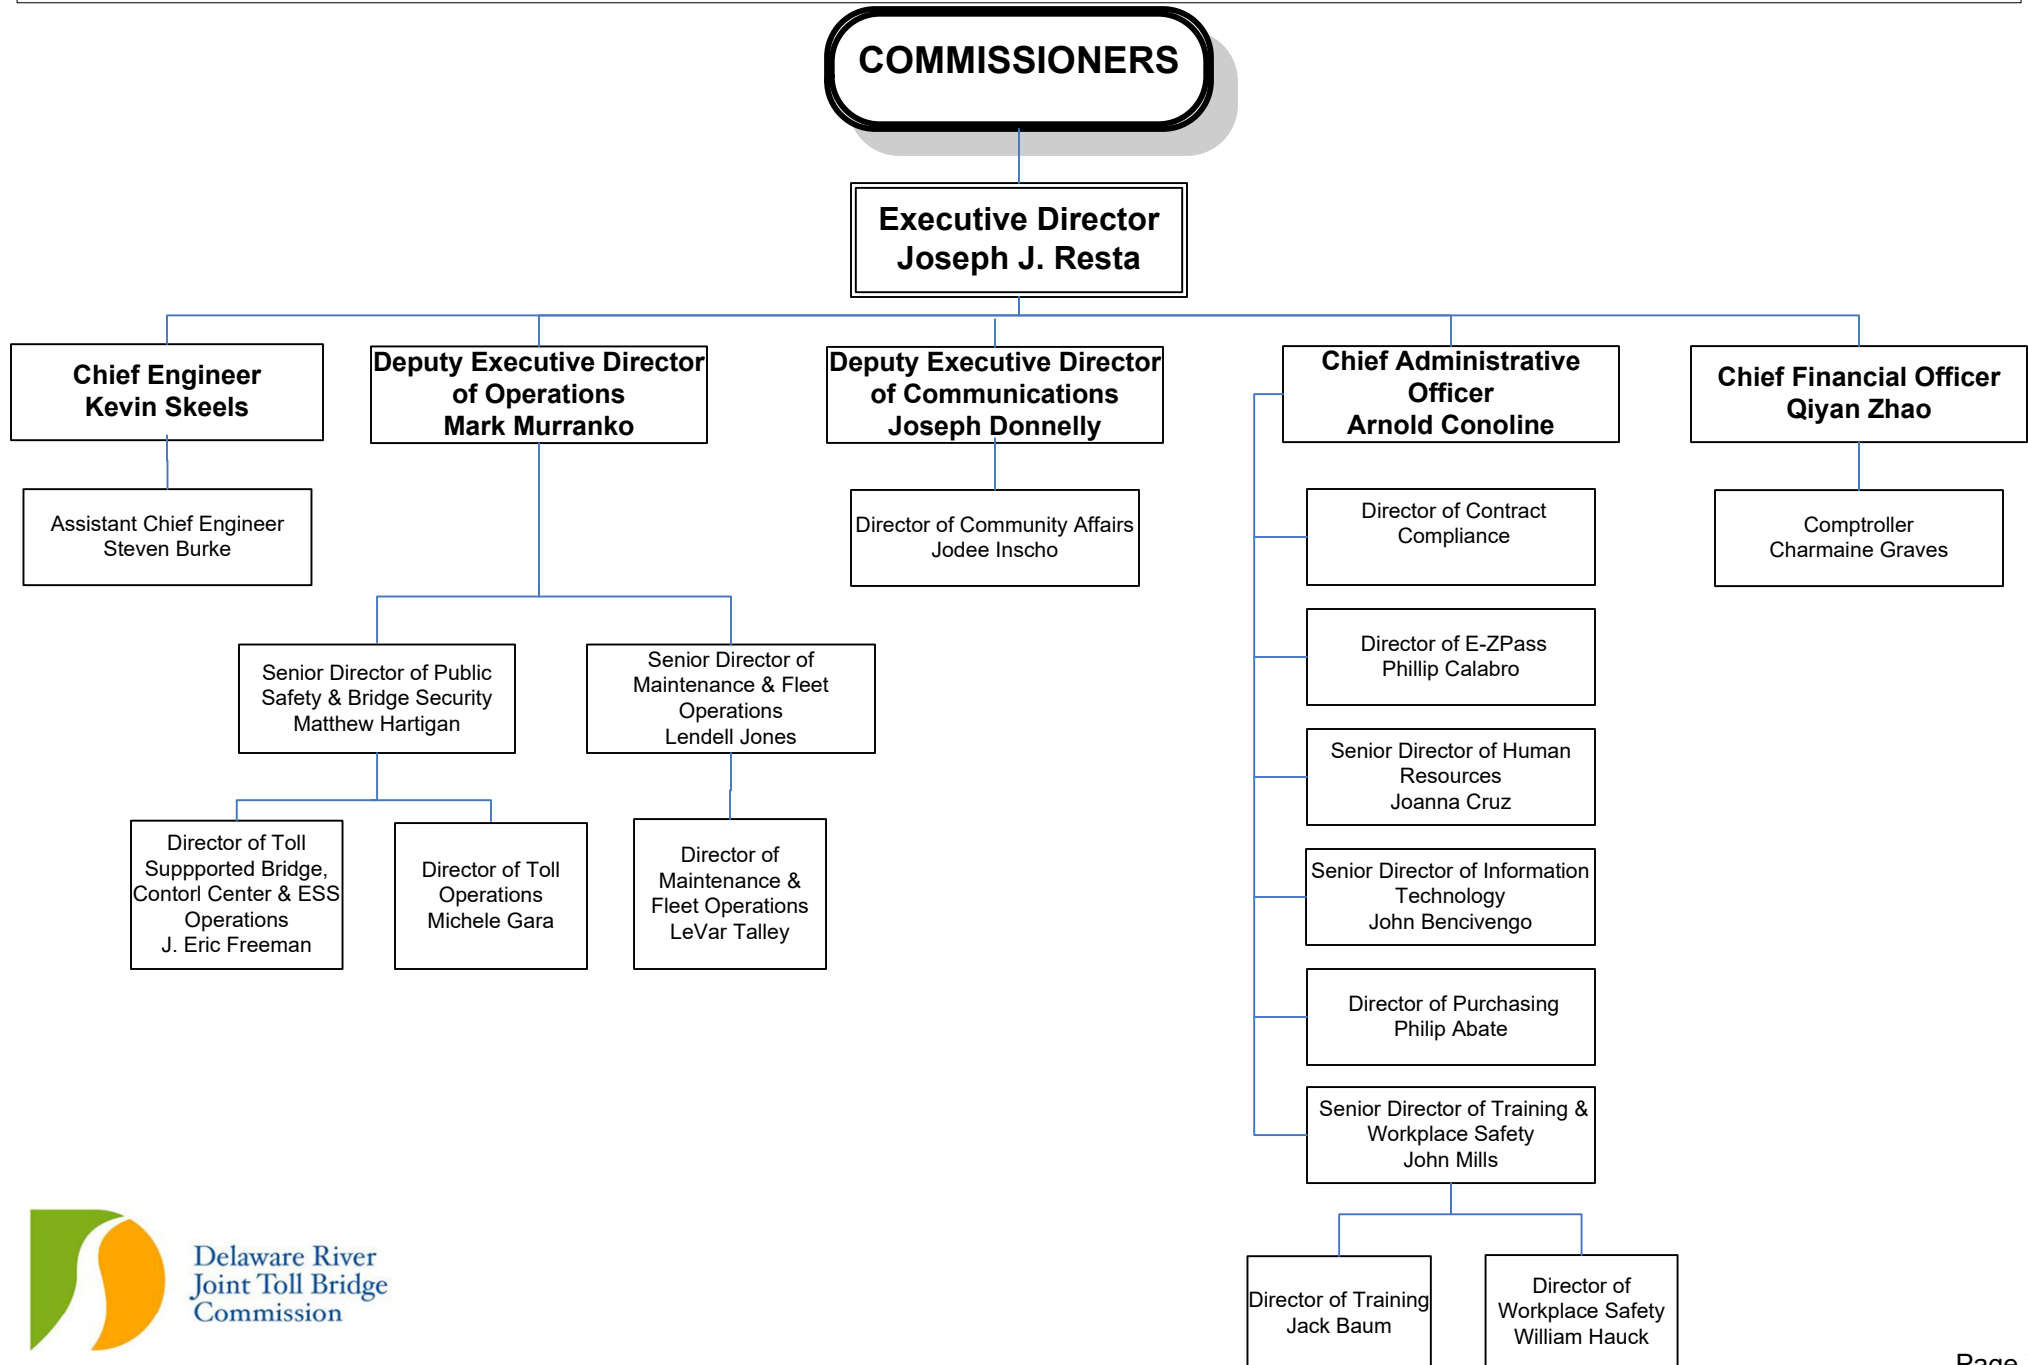 COMMISSIONERS
Executive Director
Joseph J. Resta
Chief Engineer
Kevin Skeels
Deputy Executive Director
of Operations
Mark Murranko
Deputy Executive Director
of Communications
Joseph Donnelly
Chief Administrative
Officer
Arnold Conoline
Chief Financial Officer
Qiyan Zhao
Assistant Chief Engineer
Steven Burke
Director of Community Affairs
Jodee Inscho
Director of Contract
Compliance
Comptroller
Charmaine Graves
Director of E-ZPass
Phillip Calabro
Senior Director of Public
Safety & Bridge Security
Matthew Hartigan
Senior Director of
Maintenance & Fleet
Operations
Lendell Jones
Senior Director of Human
Resources
Joanna Cruz
Director of Toll
Suppported Bridge,
Contorl Center & ESS
Operations
J. Eric Freeman
Director of Toll
Operations
Michele Gara
Director of
Maintenance &
Fleet Operations
LeVar Talley
Senior Director of Information
Technology
John Bencivengo
Director of Purchasing
Philip Abate
Senior Director of Training &
Workplace Safety
John Mills
Delaware River
Joint Toll Bridge
Commission
Director of Training
Jack Baum
Director of
Workplace Safety
William Hauck
Page